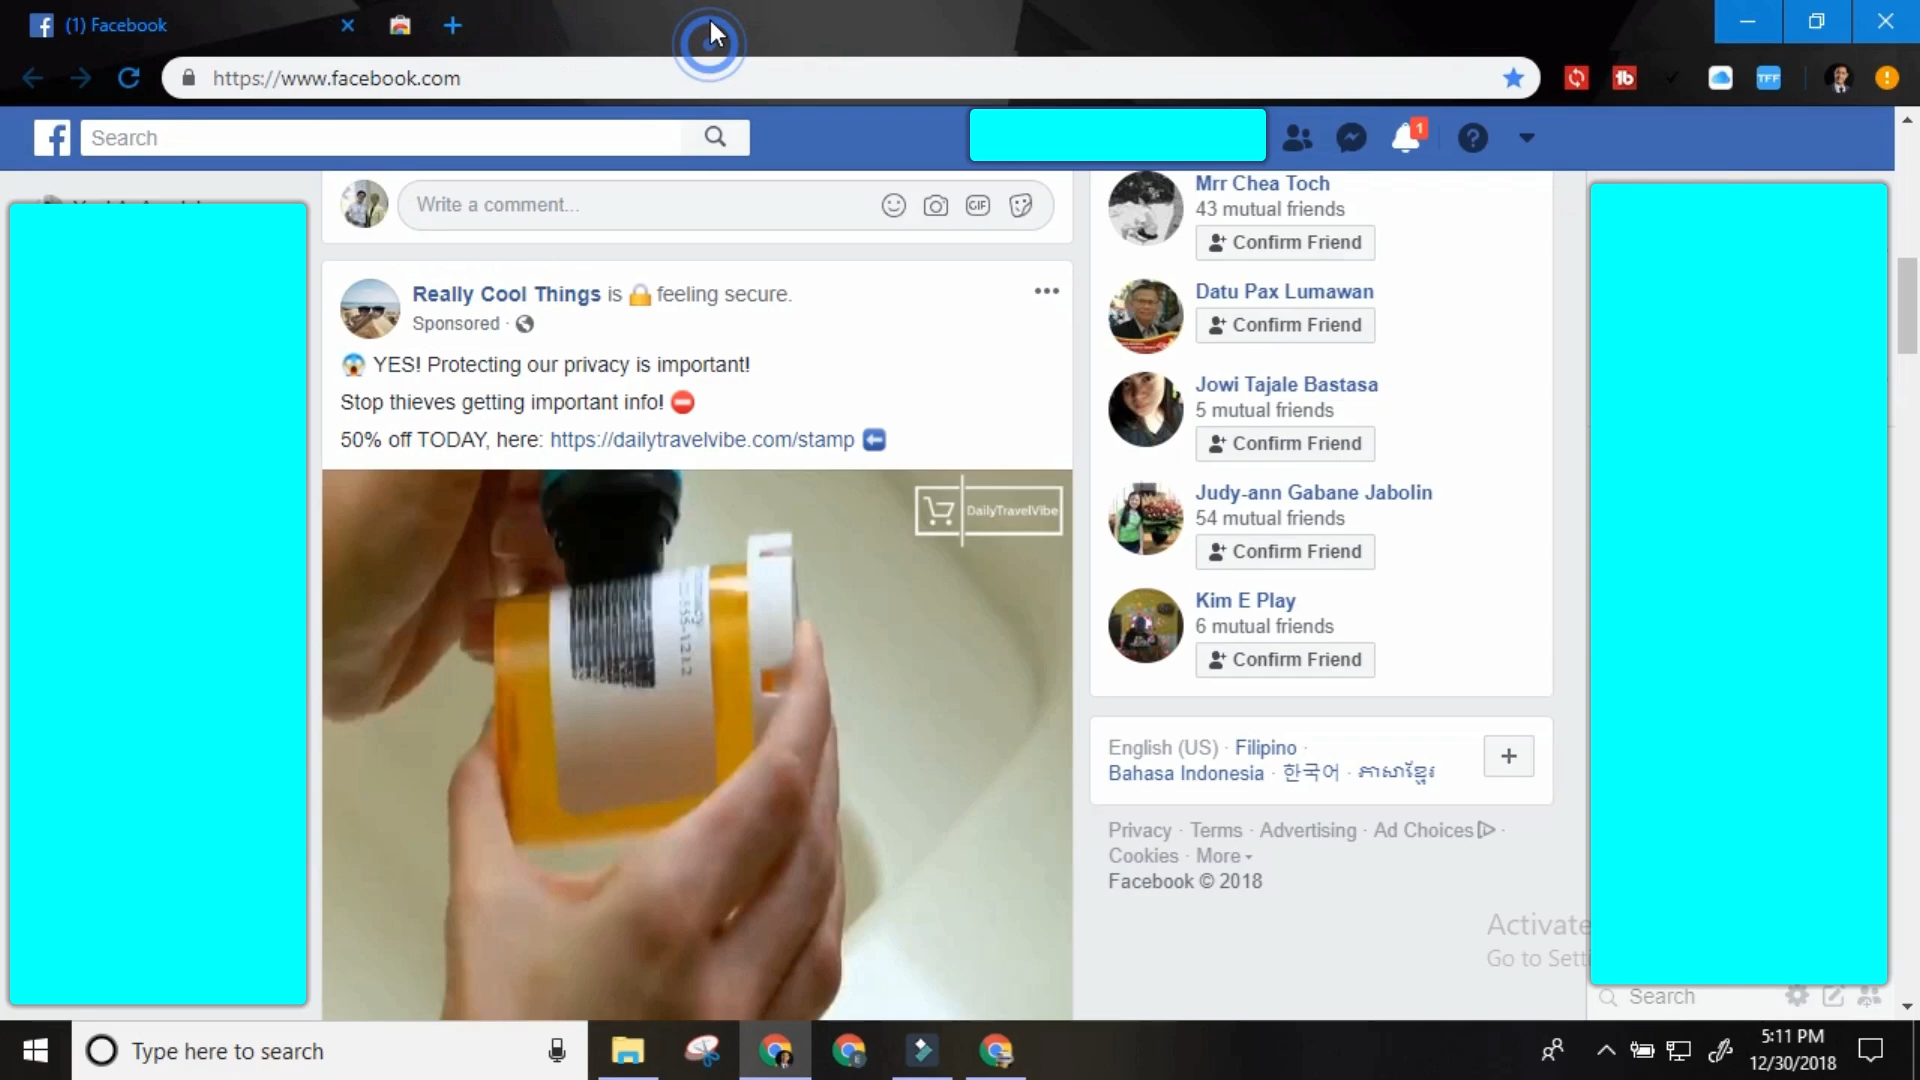 (1) Facebook
https://www.facebook.com
TFF
Search
1
Write a comment...
GIF
Really Cool Things is 🔒 feeling secure.
Sponsored ·
😱 YES! Protecting our privacy is important!
Stop thieves getting important info! ⛔
50% off TODAY, here: https://dailytravelvibe.com/stamp ⬅
DailyTravelVibe
555-1212
Mrr Chea Toch
43 mutual friends
Confirm Friend
Datu Pax Lumawan
Confirm Friend
Jowi Tajale Bastasa
5 mutual friends
Confirm Friend
Judy-ann Gabane Jabolin
54 mutual friends
Confirm Friend
Kim E Play
6 mutual friends
Confirm Friend
English (US) · Filipino ·
Bahasa Indonesia · 한국어 · ភាសាខ្មែរ
Privacy · Terms · Advertising · Ad Choices ·
Cookies · More
Facebook © 2018
Activate
Go to Sett
Search
Type here to search
5:11 PM
12/30/2018